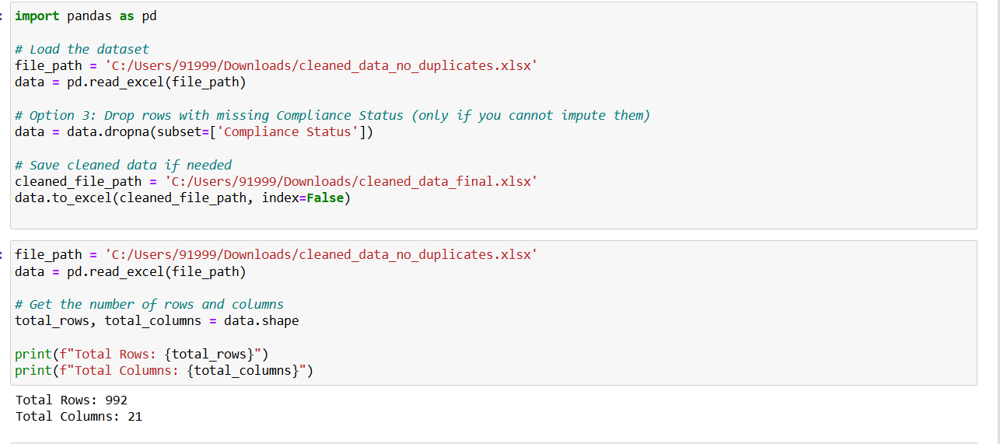 import pandas as pd
# Load the dataset
file_path = 'C:/Users/91999/Downloads/cleaned_data_no_duplicates.xlsx'
data = pd.read_excel(file_path)
# Option 3: Drop rows with missing Compliance Status (only if you cannot impute them)
data = data.dropna(subset=['Compliance Status'])
# Save cleaned data if needed
cleaned_file_path = 'C:/Users/91999/Downloads/cleaned_data_final.xlsx'
data.to_excel(cleaned_file_path, index=False)
file_path = 'C:/Users/91999/Downloads/cleaned_data_no_duplicates.xlsx'
data = pd.read_excel(file_path)
# Get the number of rows and columns
total_rows, total_columns = data.shape
print(f"Total Rows: {total_rows}")
print(f"Total Columns: {total_columns}")
Total Rows: 992
Total Columns: 21